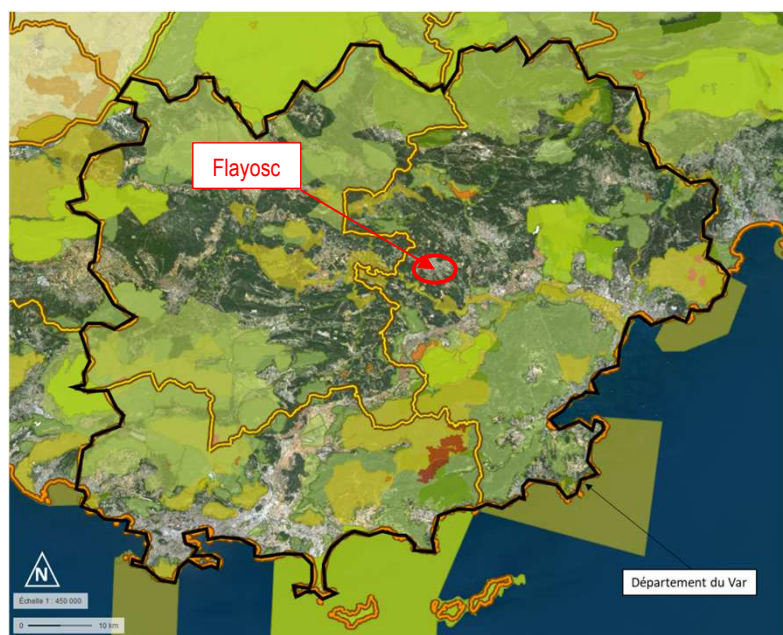 Flayosc
Département du Var
N
Échelle 1 : 450 000
0 10 km